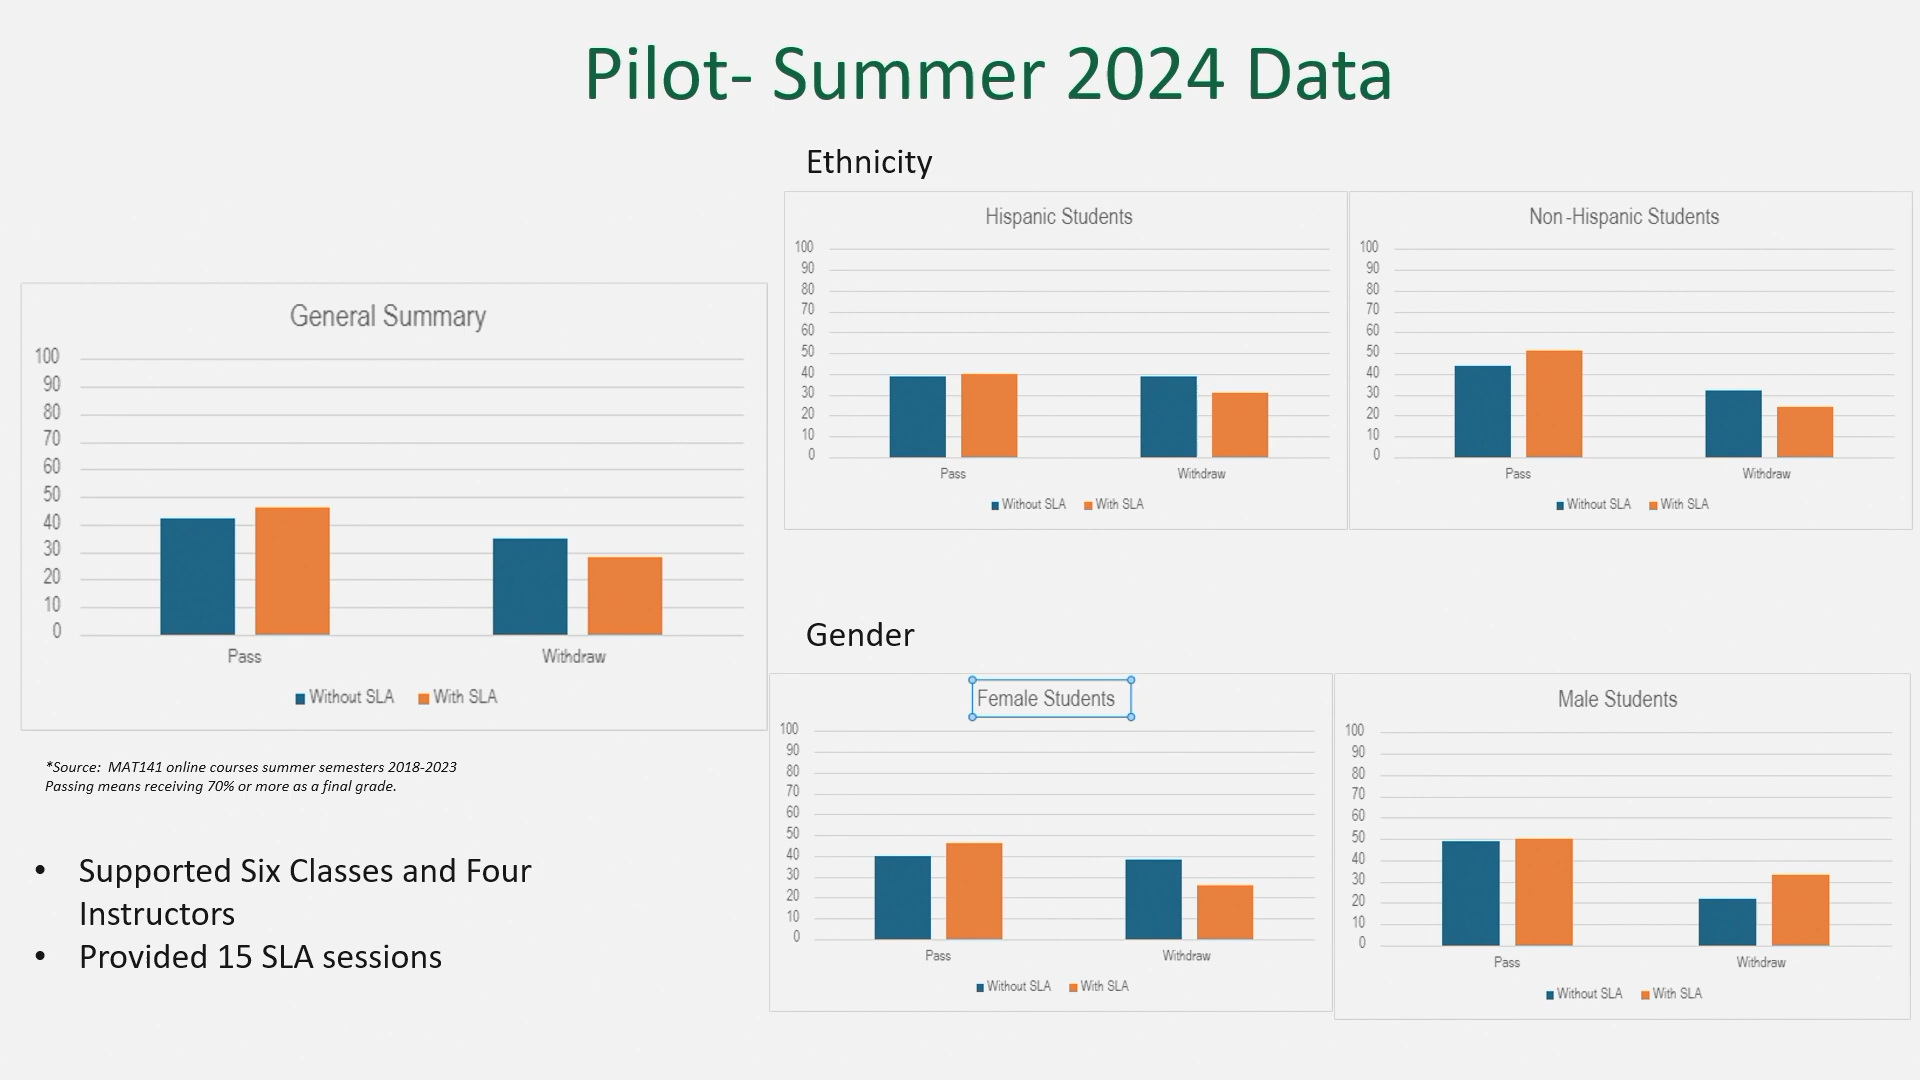 Pilot- Summer 2024 Data
General Summary
100
90
80
70
60
50
40
30
20
10
0
Pass Withdraw
Without SLA With SLA
*Source: MAT141 online courses summer semesters 2018-2023
Passing means receiving 70% or more as a final grade.
• Supported Six Classes and Four
Instructors
• Provided 15 SLA sessions
Ethnicity
Hispanic Students
100
90
80
70
60
50
40
30
20
10
0
Pass Withdraw
Without SLA With SLA
Non-Hispanic Students
100
90
80
70
60
50
40
30
20
10
0
Pass Withdraw
Without SLA With SLA
Gender
Female Students
100
90
80
70
60
50
40
30
20
10
0
Pass Withdraw
Without SLA With SLA
Male Students
100
90
80
70
60
50
40
30
20
10
0
Pass Withdraw
Without SLA With SLA